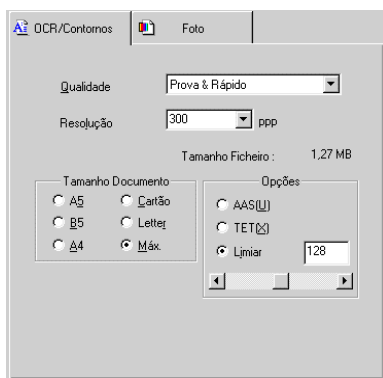 OCR/Contornos Foto
Qualidade Prova & Rápido
Resolução 300 ppp
Tamanho Ficheiro : 1,27 MB
Tamanho Documento Opções
A5 Cartão AAS(U)
B5 Letter TET(X)
A4 Máx. Limiar 128